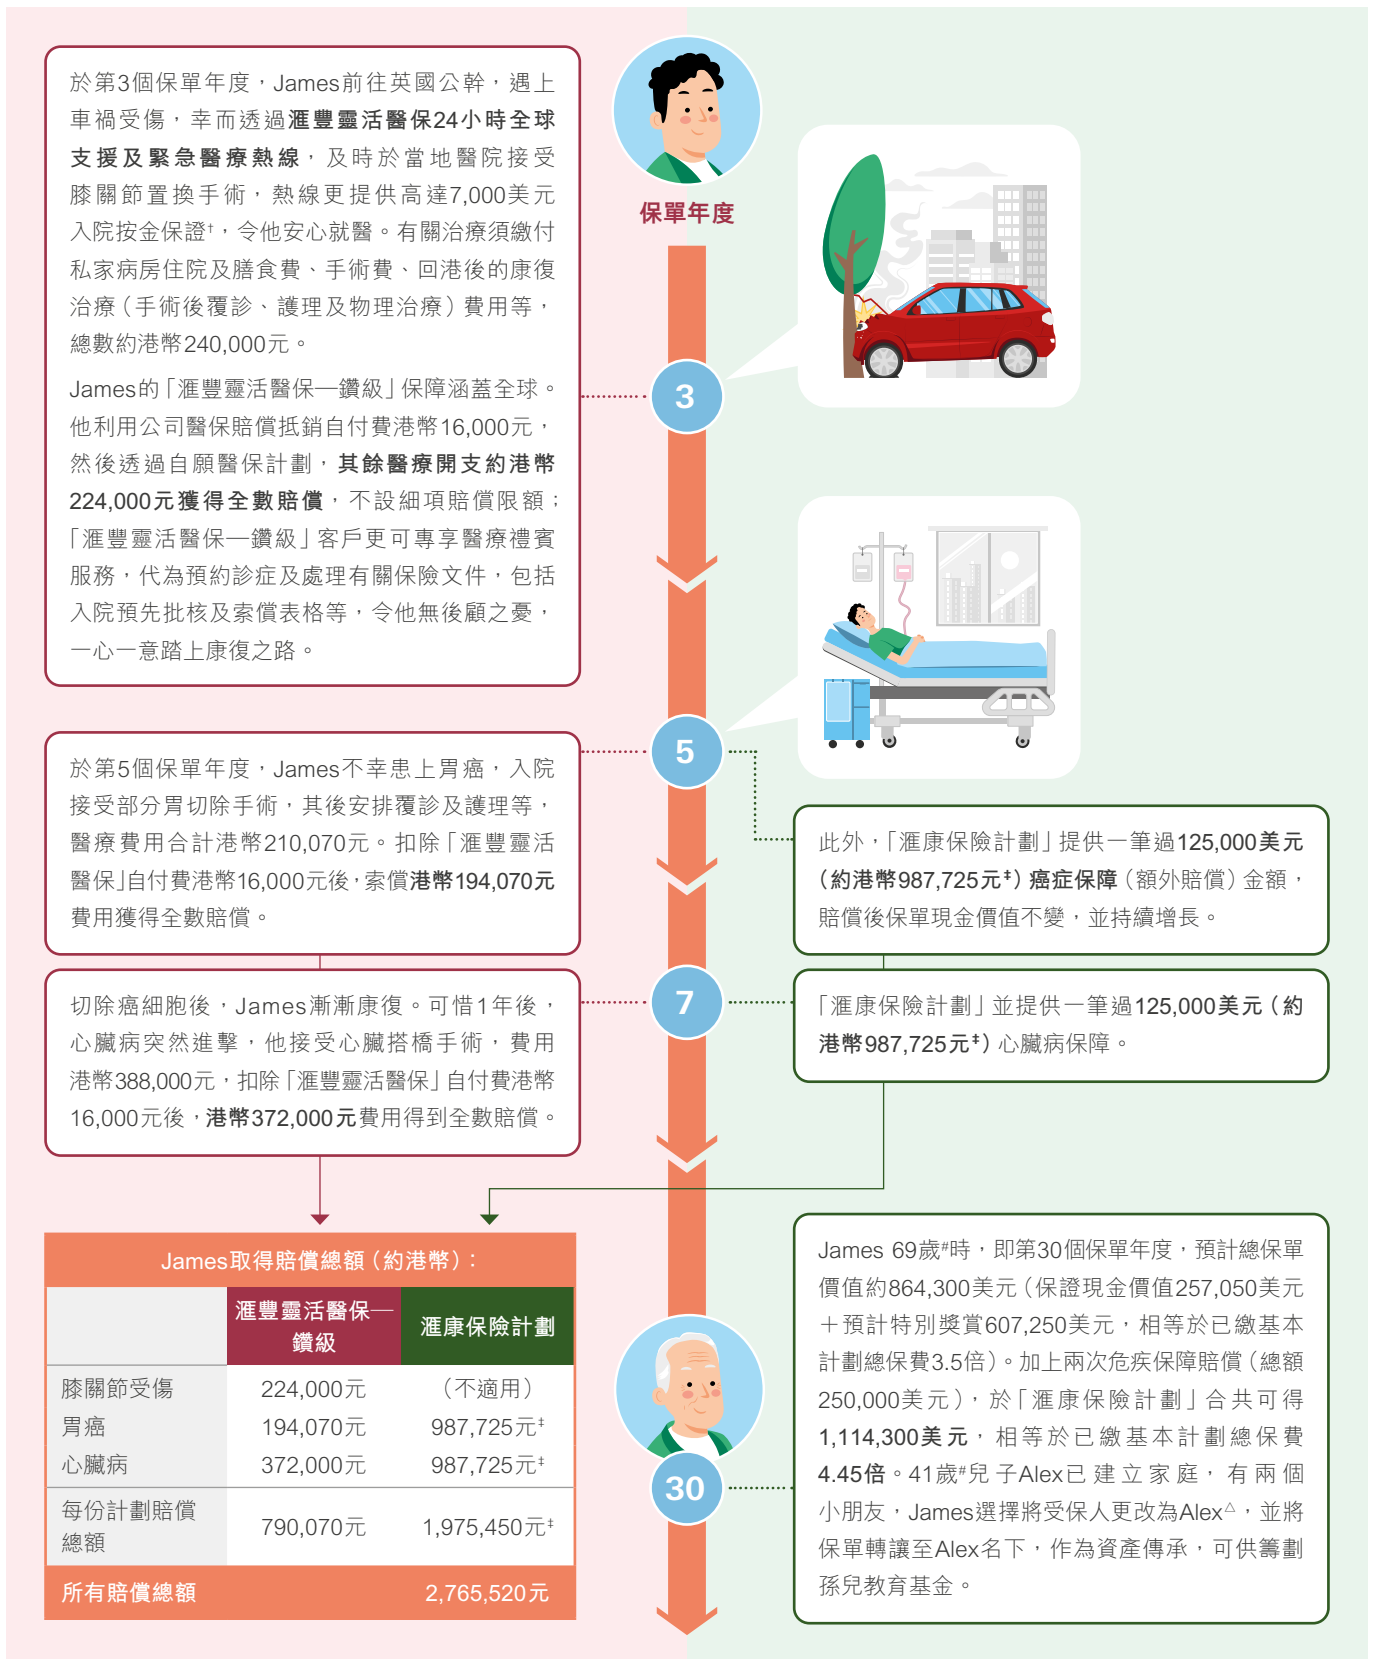 保單年度
於第3個保單年度，James前往英國公幹，遇上
車禍受傷，幸而透過滙豐靈活醫保24小時全球
支援及緊急醫療熱線，及時於當地醫院接受
膝關節置換手術，熱線更提供高達7,000美元
入院按金保證†，令他安心就醫。有關治療須繳付
私家病房住院及膳食費、手術費、回港後的康復
治療（手術後覆診、護理及物理治療）費用等，
總數約港幣240,000元。
James的「滙豐靈活醫保—鑽級」保障涵蓋全球。
他利用公司醫保賠償抵銷自付費港幣16,000元，
然後透過自願醫保計劃，其餘醫療開支約港幣
224,000元獲得全數賠償，不設細項賠償限額；
「滙豐靈活醫保—鑽級」客戶更可專享醫療禮賓
服務，代為預約診症及處理有關保險文件，包括
入院預先批核及索償表格等，令他無後顧之憂，
一心一意踏上康復之路。
3
於第5個保單年度，James不幸患上胃癌，入院
接受部分胃切除手術，其後安排覆診及護理等，
醫療費用合計港幣210,070元。扣除「滙豐靈活
醫保」自付費港幣16,000元後，索償港幣194,070元
費用獲得全數賠償。
5
此外，「滙康保險計劃」提供一筆過125,000美元
（約港幣987,725元‡）癌症保障（額外賠償）金額，
賠償後保單現金價值不變，並持續增長。
切除癌細胞後，James漸漸康復。可惜1年後，
心臟病突然進擊，他接受心臟搭橋手術，費用
港幣388,000元，扣除「滙豐靈活醫保」自付費港幣
16,000元後，港幣372,000元費用得到全數賠償。
7
「滙康保險計劃」並提供一筆過125,000美元（約
港幣987,725元‡）心臟病保障。
James取得賠償總額（約港幣）：
滙豐靈活醫保—
鑽級
滙康保險計劃
膝關節受傷 224,000元 （不適用）
胃癌 194,070元 987,725元‡
心臟病 372,000元 987,725元‡
每份計劃賠償
總額 790,070元 1,975,450元‡
所有賠償總額 2,765,520元
30
James 69歲#時，即第30個保單年度，預計總保單
價值約864,300美元（保證現金價值257,050美元
＋預計特別獎賞607,250美元，相等於已繳基本
計劃總保費3.5倍）。加上兩次危疾保障賠償（總額
250,000美元），於「滙康保險計劃」合共可得
1,114,300美元，相等於已繳基本計劃總保費
4.45倍。41歲#兒子Alex已建立家庭，有兩個
小朋友，James選擇將受保人更改為Alex△，並將
保單轉讓至Alex名下，作為資產傳承，可供籌劃
孫兒教育基金。